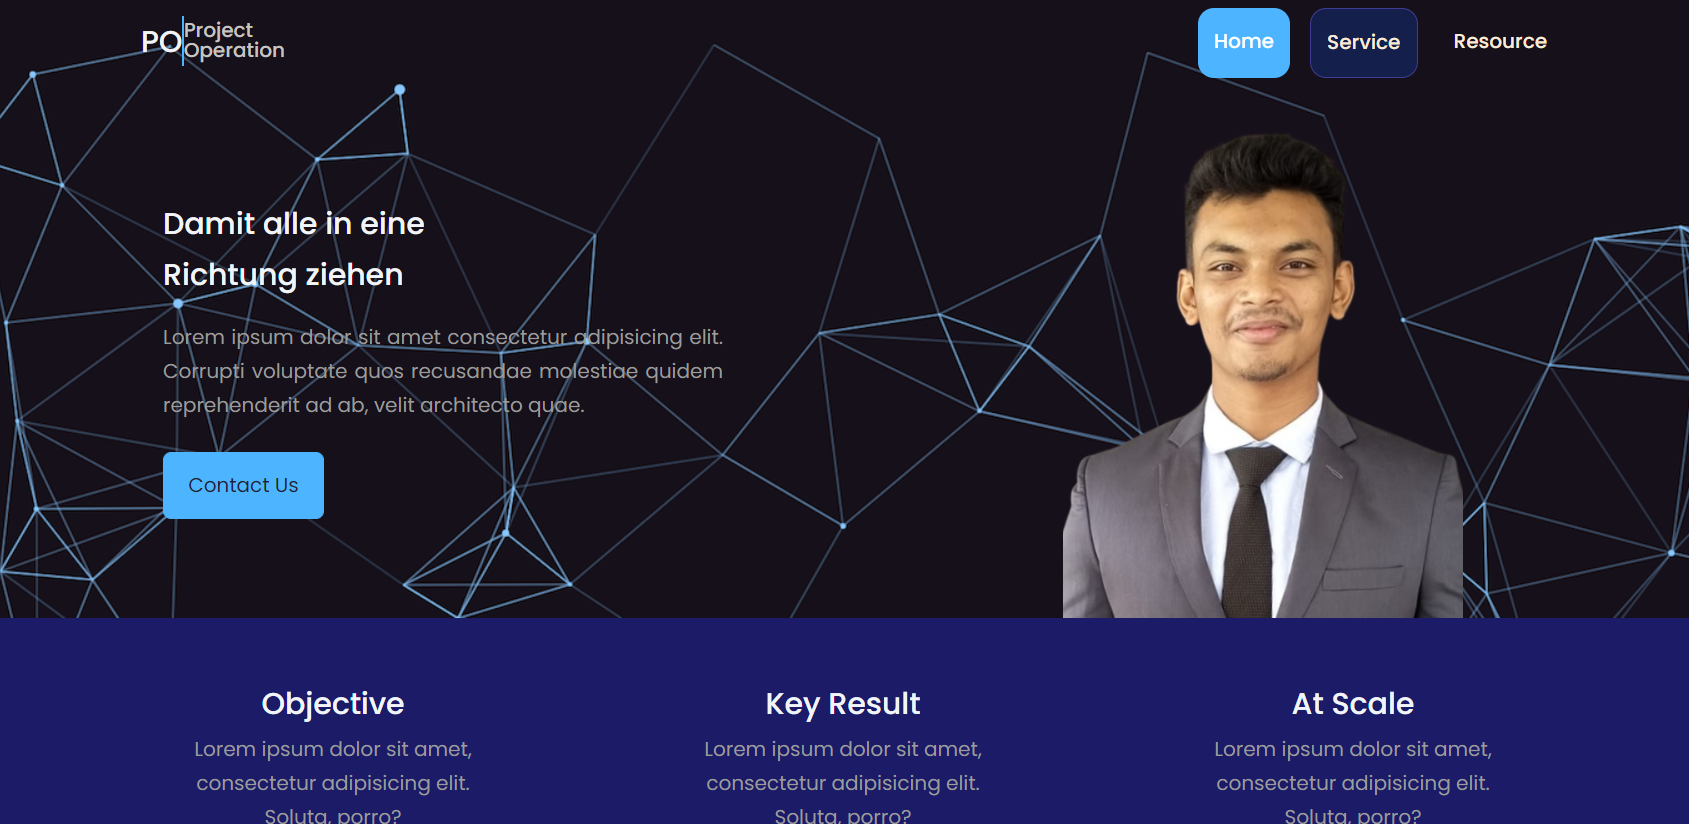 PO
Project
Operation
Home
Service
Resource
Damit alle in eine
Richtung ziehen
Lorem ipsum dolor sit amet consectetur adipisicing elit.
Corrupti voluptate quos recusandae molestiae quidem
reprehenderit ad ab, velit architecto quae.
Contact Us
Objective
Lorem ipsum dolor sit amet,
consectetur adipisicing elit.
Soluta, porro?
Key Result
Lorem ipsum dolor sit amet,
consectetur adipisicing elit.
Soluta, porro?
At Scale
Lorem ipsum dolor sit amet,
consectetur adipisicing elit.
Soluta, porro?